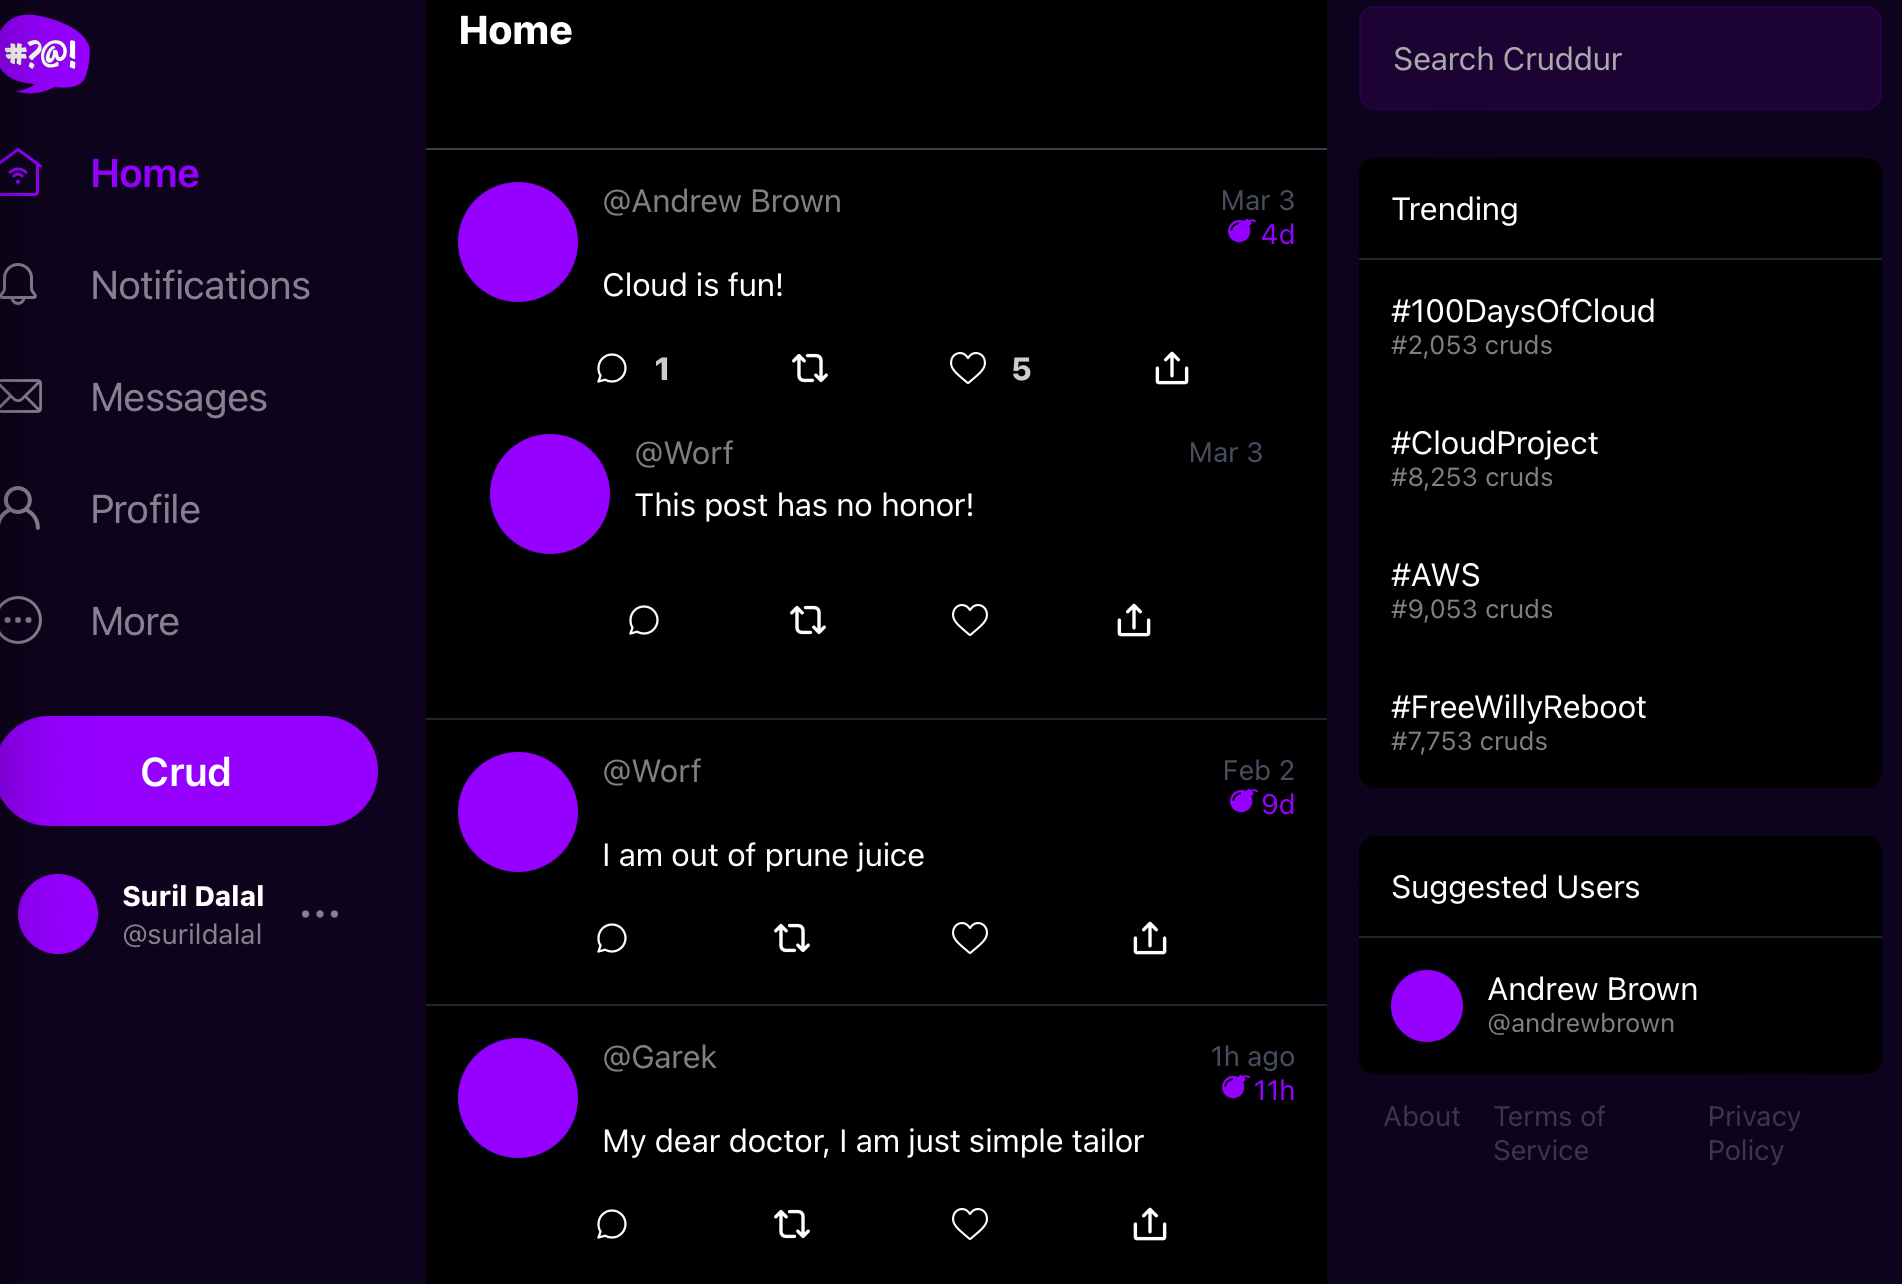 #?@!
Home
Notifications
Messages
Profile
More
Crud
Suril Dalal
@surildalal
Home
@Andrew Brown
Mar 3
4d
Cloud is fun!
1 5
@Worf
Mar 3
This post has no honor!
@Worf
Feb 2
9d
I am out of prune juice
@Garek
1h ago
11h
My dear doctor, I am just simple tailor
Search Cruddur
Trending
#100DaysOfCloud
#2,053 cruds
#CloudProject
#8,253 cruds
#AWS
#9,053 cruds
#FreeWillyReboot
#7,753 cruds
Suggested Users
Andrew Brown
@andrewbrown
About
Terms of
Service
Privacy
Policy